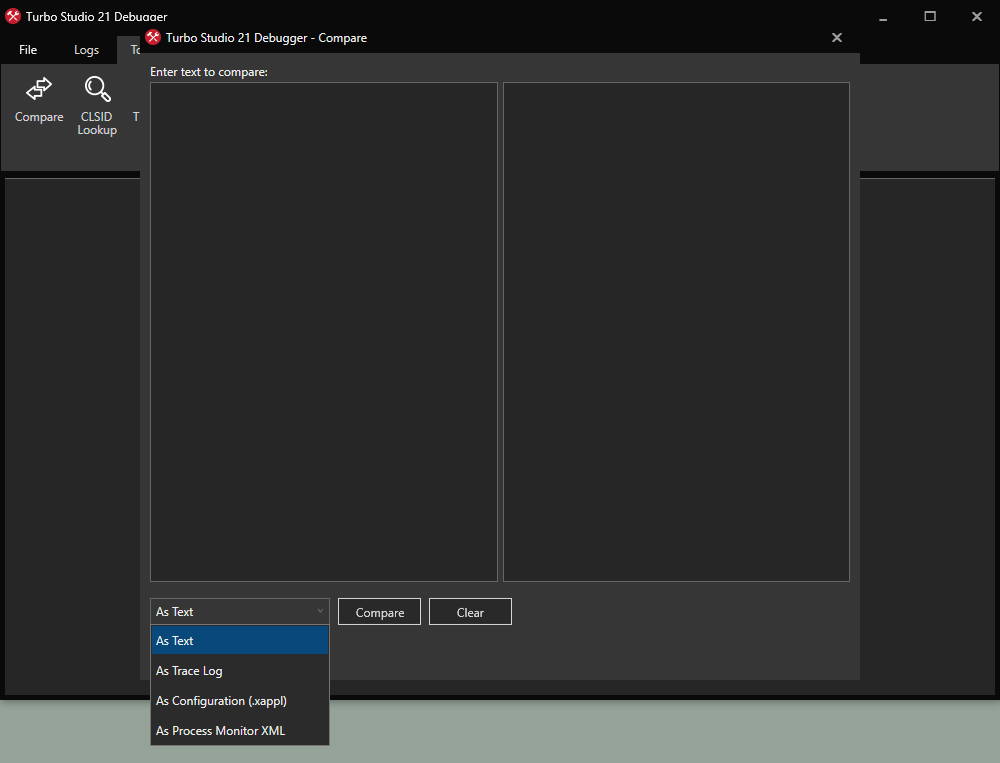 Turbo Studio 21 Debugger
Turbo Studio 21 Debugger - Compare
File
Logs
Compare
CLSID
Lookup
Enter text to compare:
As Text
Compare
Clear
As Text
As Trace Log
As Configuration (.xappl)
As Process Monitor XML